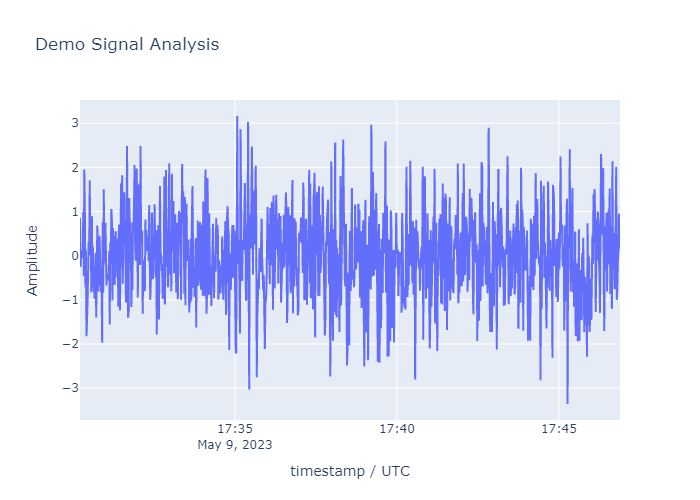 Demo Signal Analysis
3
2
1
0
−1
−2
−3
Amplitude
17:35
17:40
17:45
May 9, 2023
timestamp / UTC